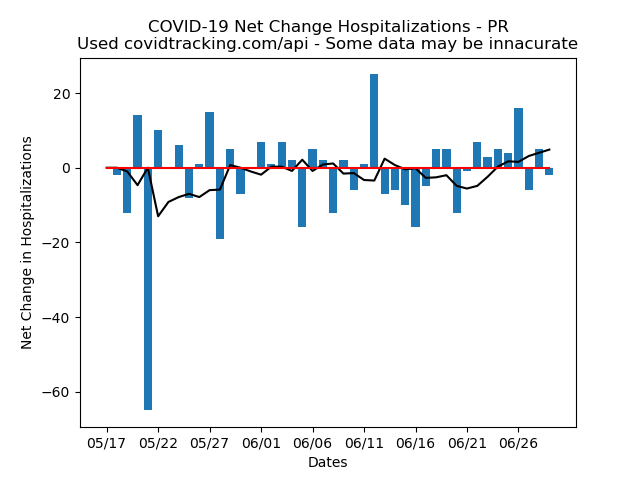 COVID-19 Net Change Hospitalizations - PR
Used covidtracking.com/api - Some data may be innacurate
Net Change in Hospitalizations
20
0
−20
−40
−60
05/17 05/22 05/27 06/01 06/06 06/11 06/16 06/21 06/26
Dates